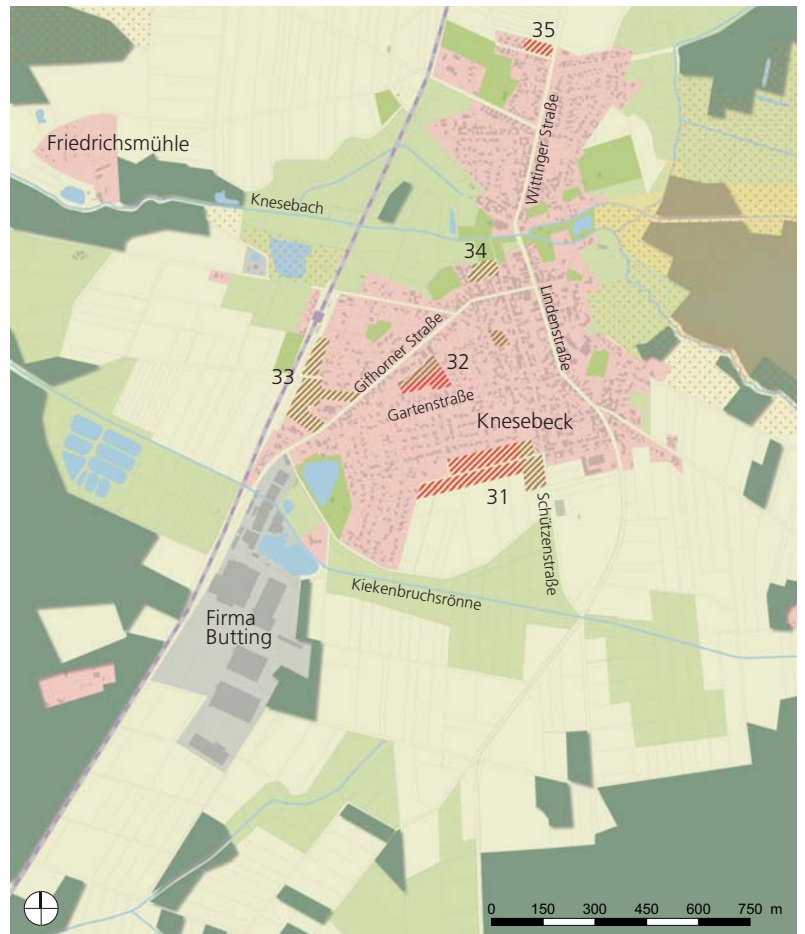 35
Friedrichsmühle
Wittinger Straße
Knesebach
34
Lindenstraße
Gifhorner Straße
33
32
Gartenstraße
Knesebeck
31
Schützenstraße
Kiekenbruchsrönne
Firma
Butting
0 150 300 450 600 750 m